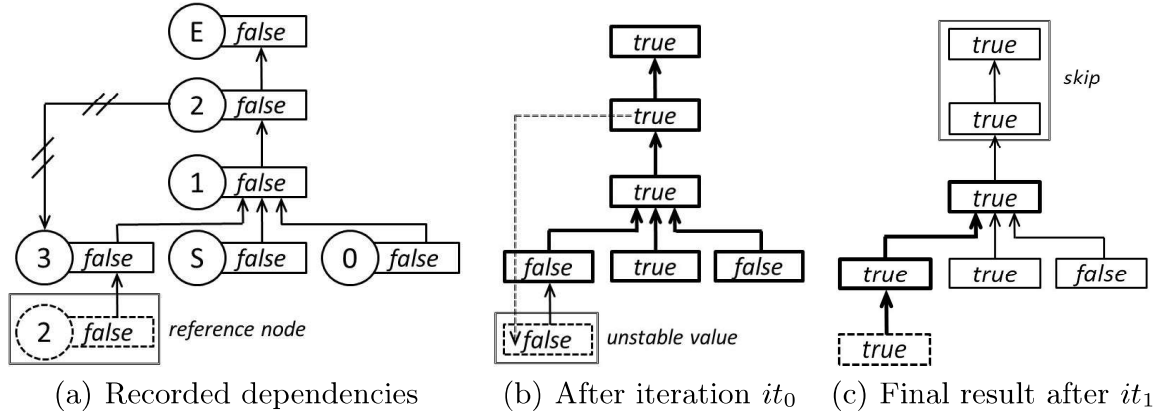 E false
2 false
1 false
3 false S false 0 false
2 false reference node
(a) Recorded dependencies
true
true
true
false true false
false unstable value
(b) After iteration it0
true
true skip
true
true true false
true
(c) Final result after it1